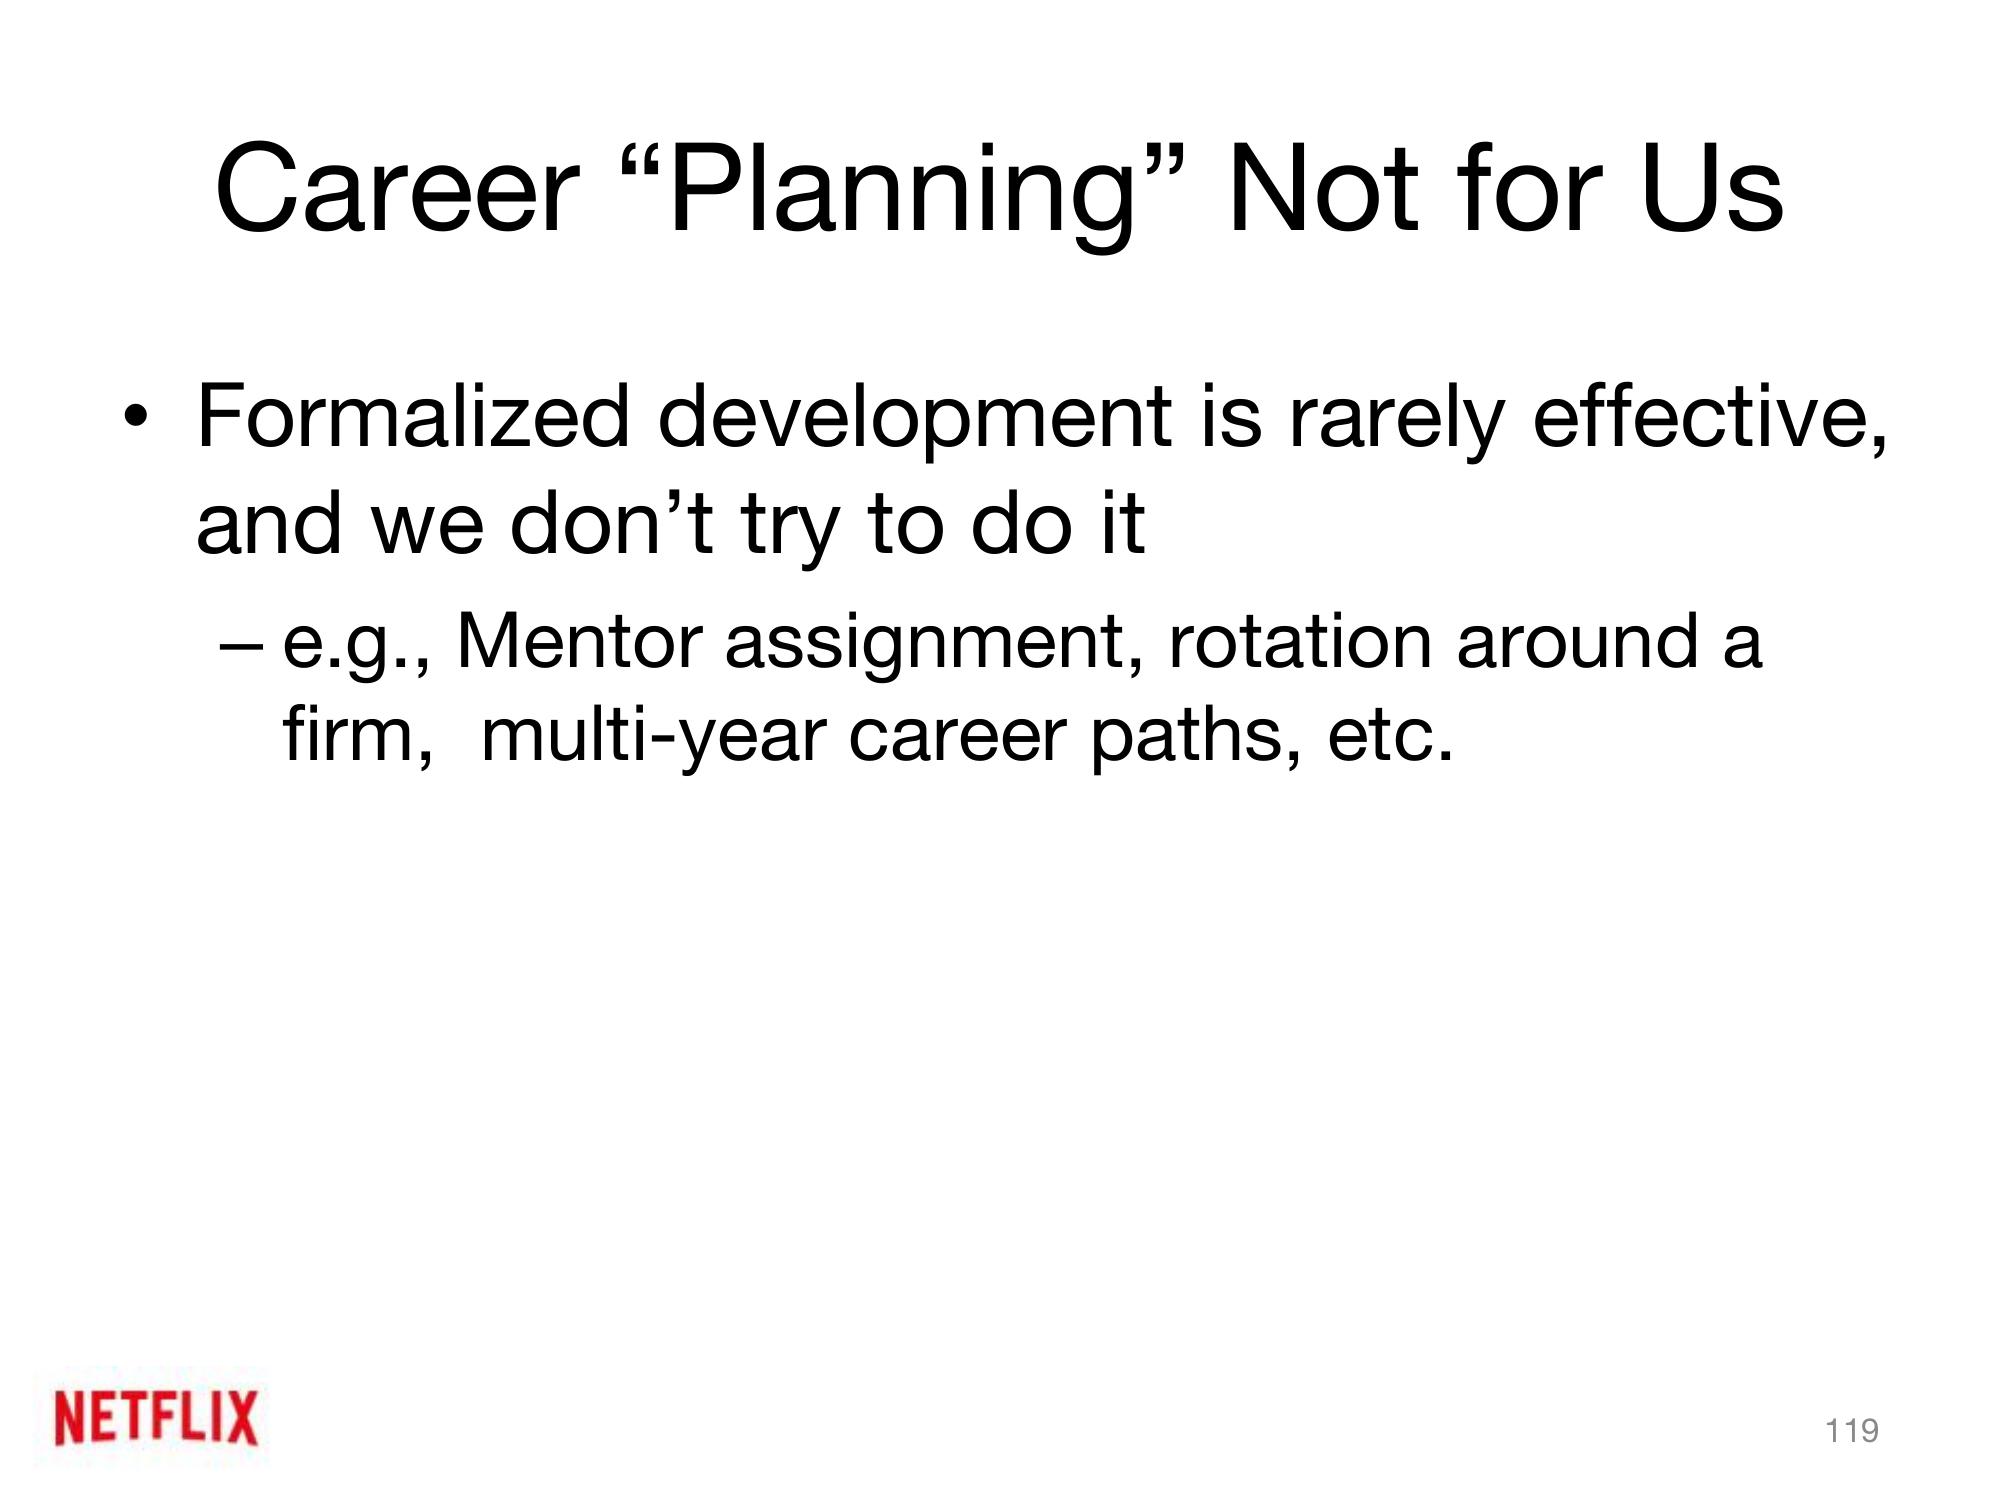 Career “Planning” Not for Us
• Formalized development is rarely effective,
and we don’t try to do it
– e.g., Mentor assignment, rotation around a
firm,  multi-year career paths, etc.
NETFLIX
119